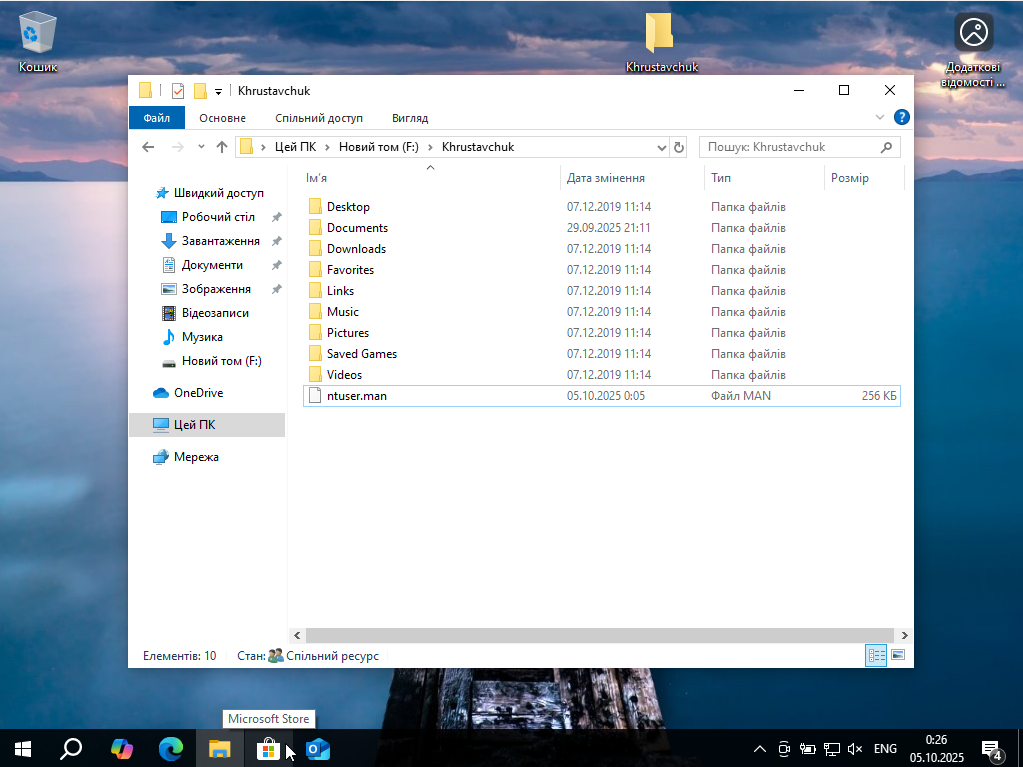 Кошик
Khrustavchuk
Додаткові
відомості ...
Khrustavchuk
Файл
Основне
Спільний доступ
Вигляд
Цей ПК
Новий том (F:)
Khrustavchuk
Пошук: Khrustavchuk
Швидкий доступ
Робочий стіл
Завантаження
Документи
Зображення
Відеозаписи
Музика
Новий том (F:)
OneDrive
Цей ПК
Мережа
Ім'я Дата змінення Тип Розмір
Desktop 07.12.2019 11:14 Папка файлів
Documents 29.09.2025 21:11 Папка файлів
Downloads 07.12.2019 11:14 Папка файлів
Favorites 07.12.2019 11:14 Папка файлів
Links 07.12.2019 11:14 Папка файлів
Music 07.12.2019 11:14 Папка файлів
Pictures 07.12.2019 11:14 Папка файлів
Saved Games 07.12.2019 11:14 Папка файлів
Videos 07.12.2019 11:14 Папка файлів
ntuser.man 05.10.2025 0:05 Файл MAN 256 КБ
Елементів: 10 Стан: Спільний ресурс
Microsoft Store
ENG
0:26
05.10.2025
4